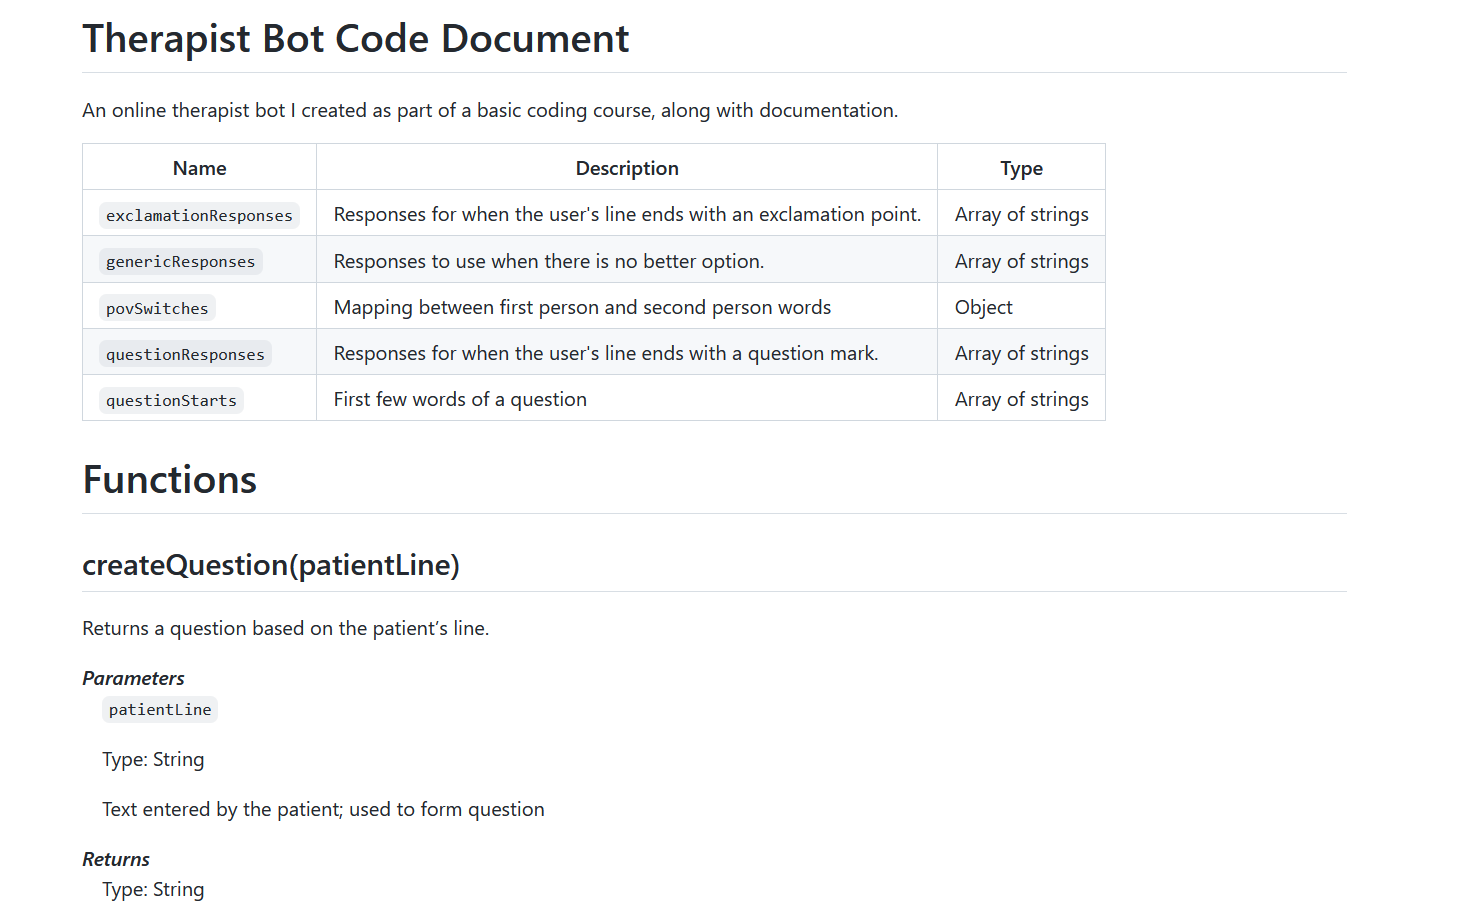 Therapist Bot Code Document
An online therapist bot I created as part of a basic coding course, along with documentation.
Name Description Type
exclamationResponses Responses for when the user's line ends with an exclamation point. Array of strings
genericResponses Responses to use when there is no better option. Array of strings
povSwitches Mapping between first person and second person words Object
questionResponses Responses for when the user's line ends with a question mark. Array of strings
questionStarts First few words of a question Array of strings
Functions
createQuestion(patientLine)
Returns a question based on the patient’s line.
Parameters
patientLine
Type: String
Text entered by the patient; used to form question
Returns
Type: String